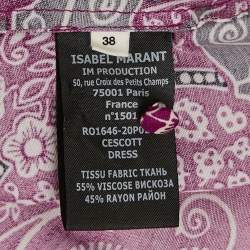 38
ISABEL MARANT
IM PRODUCTION
50, rue Croix des Petits Champs
75001 Paris
France
n°1501
RO1646-20P0
CESCOTT
DRESS
TISSU FABRIC ТКАНЬ
55% VISCOSE ВИСКОЗА
45% RAYON РАЙОН